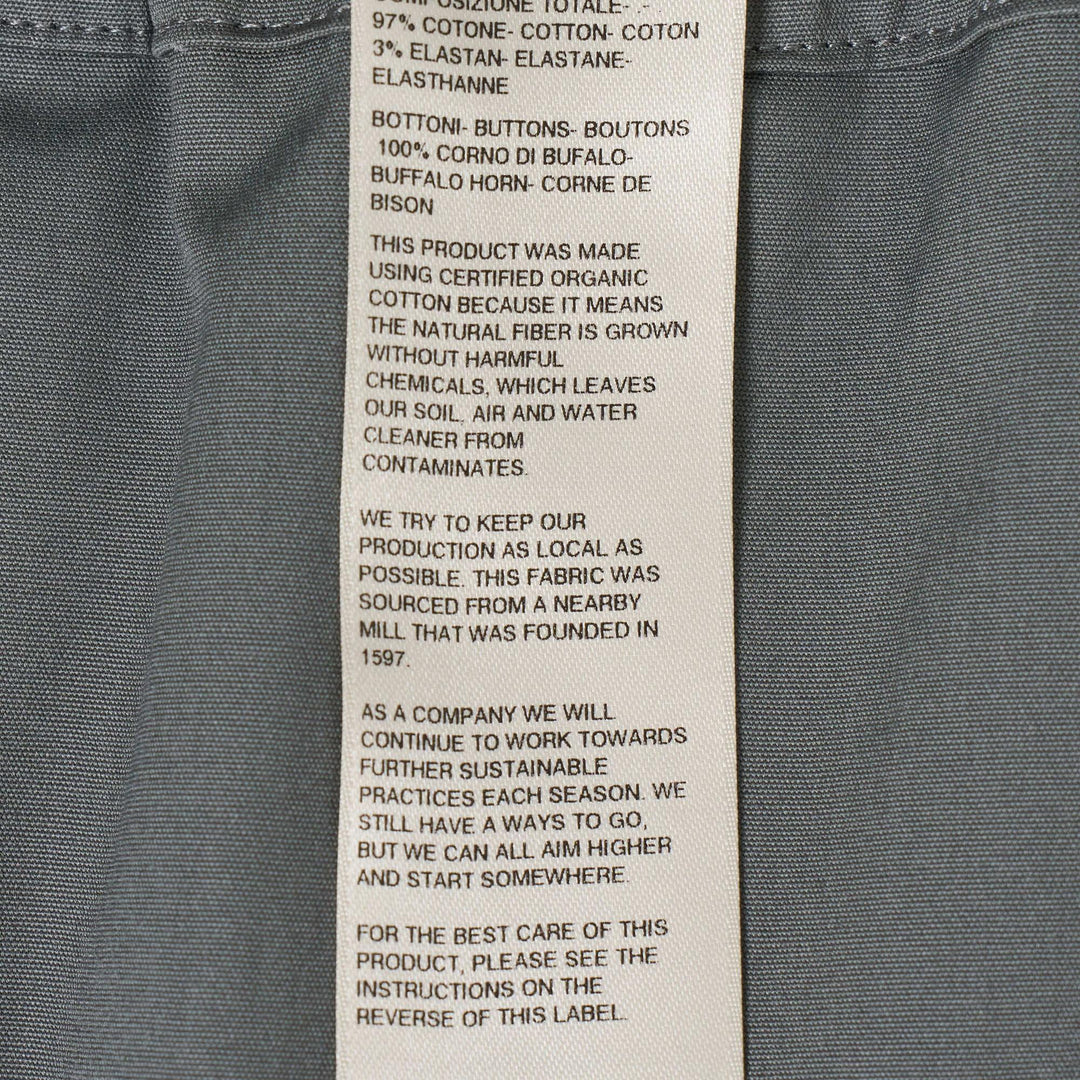 COMPOSIZIONE TOTALE- .-
97% COTONE- COTTON- COTON
3% ELASTAN- ELASTANE-
ELASTHANNE
BOTTONI- BUTTONS- BOUTONS
100% CORNO DI BUFALO-
BUFFALO HORN- CORNE DE
BISON
THIS PRODUCT WAS MADE
USING CERTIFIED ORGANIC
COTTON BECAUSE IT MEANS
THE NATURAL FIBER IS GROWN
WITHOUT HARMFUL
CHEMICALS, WHICH LEAVES
OUR SOIL, AIR AND WATER
CLEANER FROM
CONTAMINATES.
WE TRY TO KEEP OUR
PRODUCTION AS LOCAL AS
POSSIBLE. THIS FABRIC WAS
SOURCED FROM A NEARBY
MILL THAT WAS FOUNDED IN
1597.
AS A COMPANY WE WILL
CONTINUE TO WORK TOWARDS
FURTHER SUSTAINABLE
PRACTICES EACH SEASON. WE
STILL HAVE A WAYS TO GO,
BUT WE CAN ALL AIM HIGHER
AND START SOMEWHERE.
FOR THE BEST CARE OF THIS
PRODUCT, PLEASE SEE THE
INSTRUCTIONS ON THE
REVERSE OF THIS LABEL.